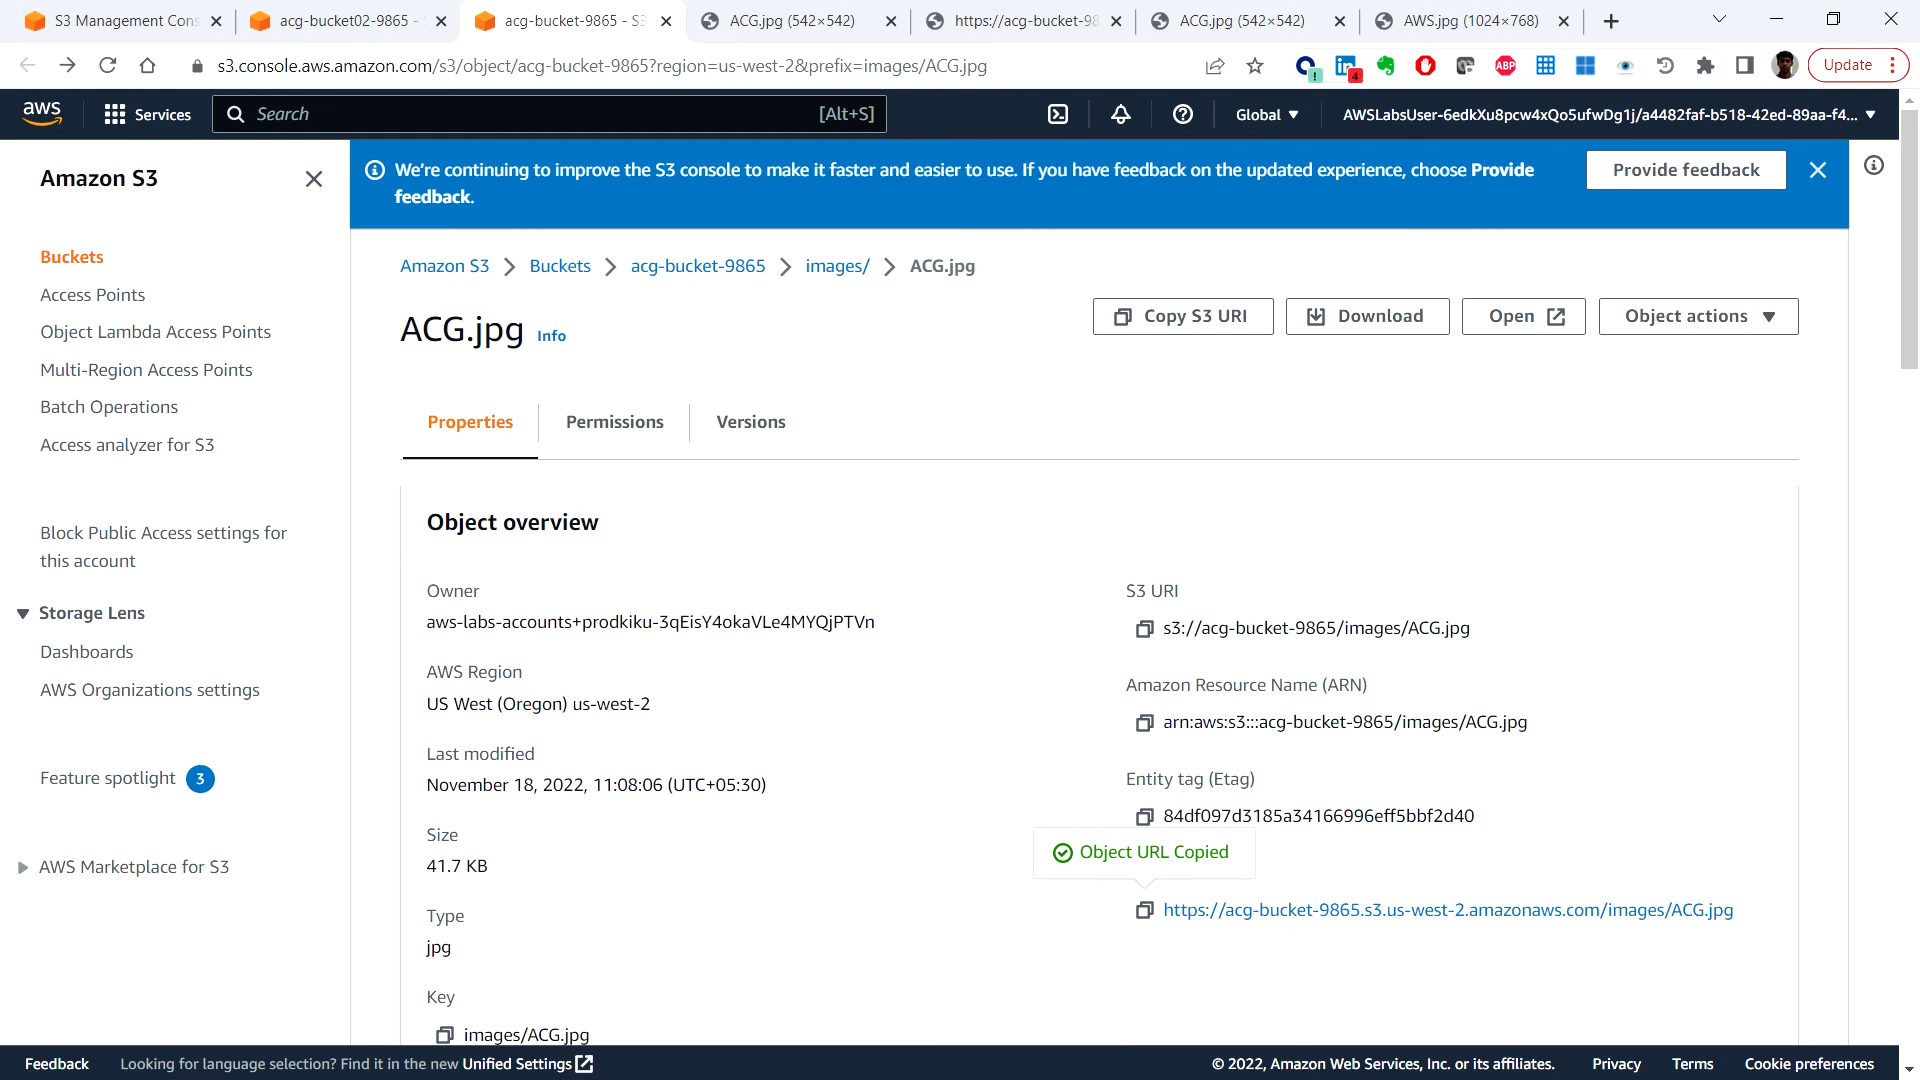 S3 Management Cons
acg-bucket02-9865 -
acg-bucket-9865 - S3
ACG.jpg (542×542)
https://acg-bucket-98
ACG.jpg (542×542)
AWS.jpg (1024×768)
s3.console.aws.amazon.com/s3/object/acg-bucket-9865?region=us-west-2&prefix=images/ACG.jpg
4
ABP
Update
aws
Services
Search
[Alt+S]
Global
AWSLabsUser-6edkXu8pcw4xQo5ufwDg1j/a4482faf-b518-42ed-89aa-f4...
Amazon S3
Buckets
Access Points
Object Lambda Access Points
Multi-Region Access Points
Batch Operations
Access analyzer for S3
Block Public Access settings for
this account
Storage Lens
Dashboards
AWS Organizations settings
Feature spotlight 3
AWS Marketplace for S3
We're continuing to improve the S3 console to make it faster and easier to use. If you have feedback on the updated experience, choose Provide
feedback.
Provide feedback
Amazon S3 > Buckets > acg-bucket-9865 > images/ > ACG.jpg
ACG.jpg Info
Copy S3 URI
Download
Open
Object actions
Properties
Permissions
Versions
Object overview
Owner
aws-labs-accounts+prodkiku-3qEisY4okaVLe4MYQjPTVn
AWS Region
US West (Oregon) us-west-2
Last modified
November 18, 2022, 11:08:06 (UTC+05:30)
Size
41.7 KB
Type
jpg
Key
images/ACG.jpg
S3 URI
s3://acg-bucket-9865/images/ACG.jpg
Amazon Resource Name (ARN)
arn:aws:s3:::acg-bucket-9865/images/ACG.jpg
Entity tag (Etag)
84df097d3185a34166996eff5bbf2d40
Object URL Copied
https://acg-bucket-9865.s3.us-west-2.amazonaws.com/images/ACG.jpg
Feedback
Looking for language selection? Find it in the new Unified Settings
© 2022, Amazon Web Services, Inc. or its affiliates.
Privacy
Terms
Cookie preferences